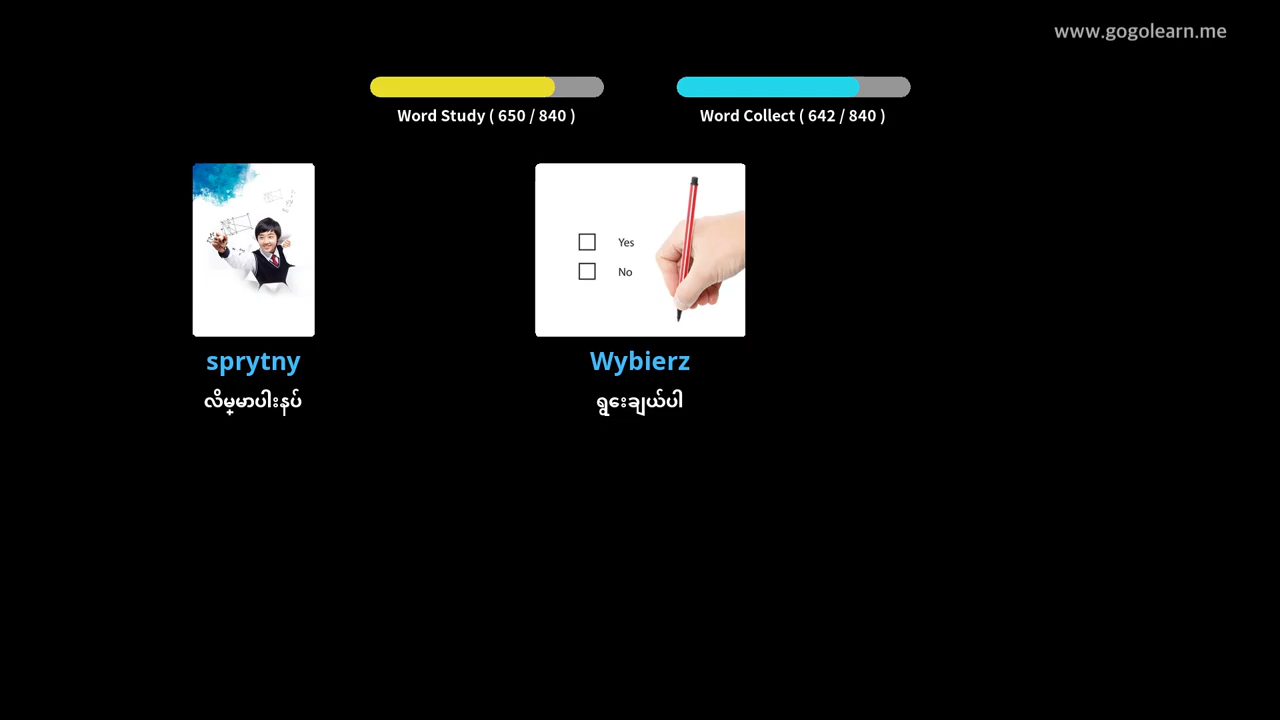 www.gogolearn.me
Word Study ( 650 / 840 )
Word Collect ( 642 / 840 )
Yes
No
sprytny
Wybierz
လိမ္မာပါးနပ်
ရွေးချယ်ပါ